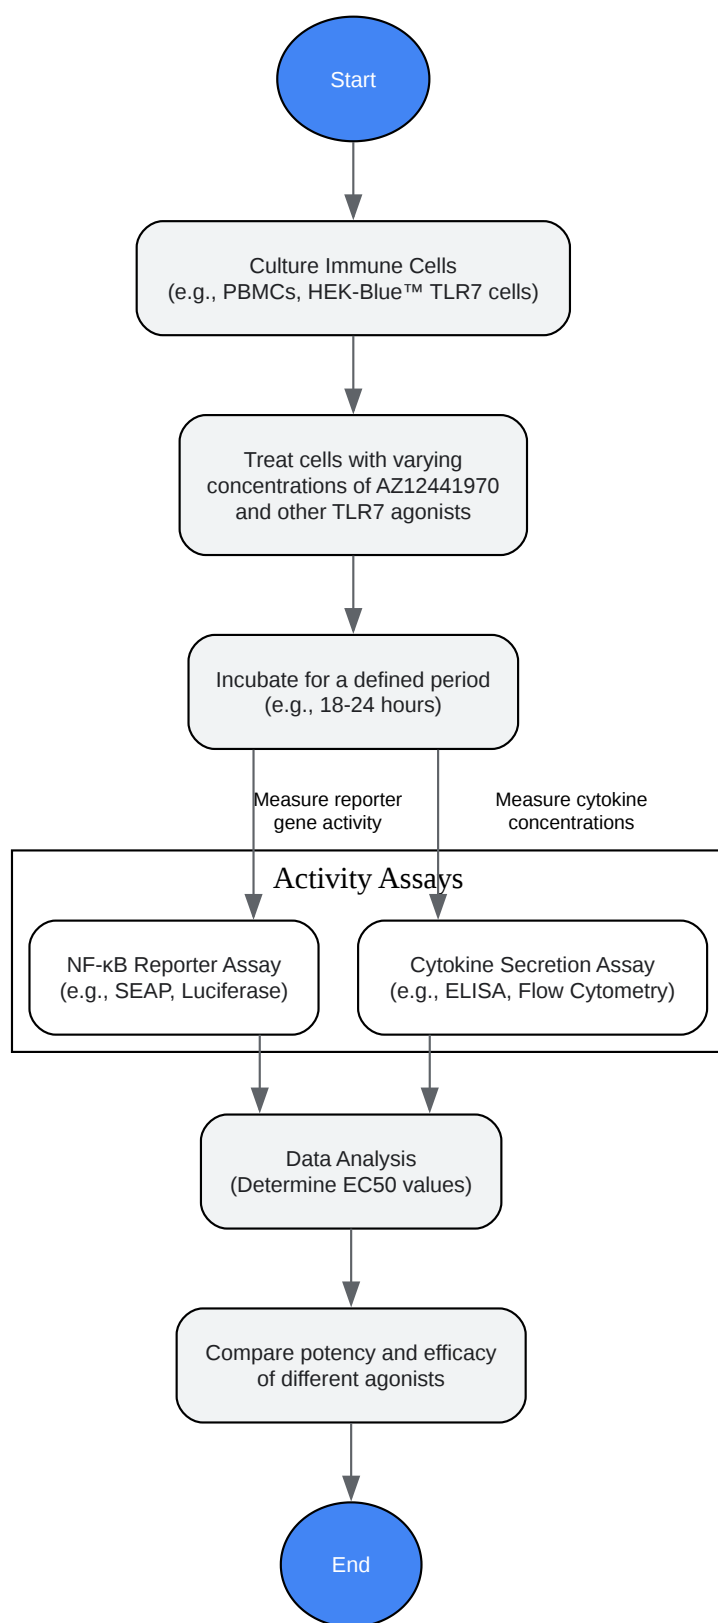 Start
Culture Immune Cells
(e.g., PBMCs, HEK-Blue™ TLR7 cells)
Treat cells with varying
concentrations of AZ12441970
and other TLR7 agonists
Incubate for a defined period
(e.g., 18-24 hours)
Measure reporter
gene activity
Measure cytokine
concentrations
Activity Assays
NF-κB Reporter Assay
(e.g., SEAP, Luciferase)
Cytokine Secretion Assay
(e.g., ELISA, Flow Cytometry)
Data Analysis
(Determine EC50 values)
Compare potency and efficacy
of different agonists
End